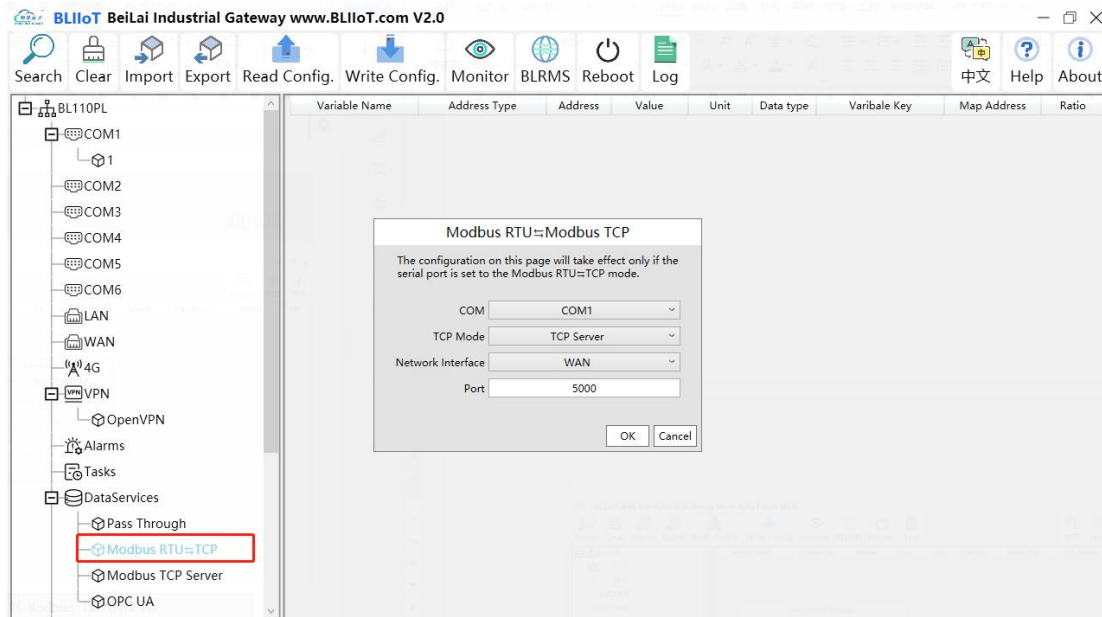 BLIIoT BeiLai Industrial Gateway www.BLIIoT.com V2.0
Search Clear Import Export Read Config. Write Config. Monitor BLRMS Reboot Log 中文 Help About
BL110PL
COM1
1
COM2
COM3
COM4
COM5
COM6
LAN
WAN
4G
VPN VPN
OpenVPN
Alarms
Tasks
DataServices
Pass Through
Modbus RTU⇆TCP
Modbus TCP Server
OPC UA
Variable Name Address Type Address Value Unit Data type Varibale Key Map Address Ratio
Modbus RTU⇆Modbus TCP
The configuration on this page will take effect only if the
serial port is set to the Modbus RTU⇆TCP mode.
COM COM1
TCP Mode TCP Server
Network Interface WAN
Port 5000
OK Cancel